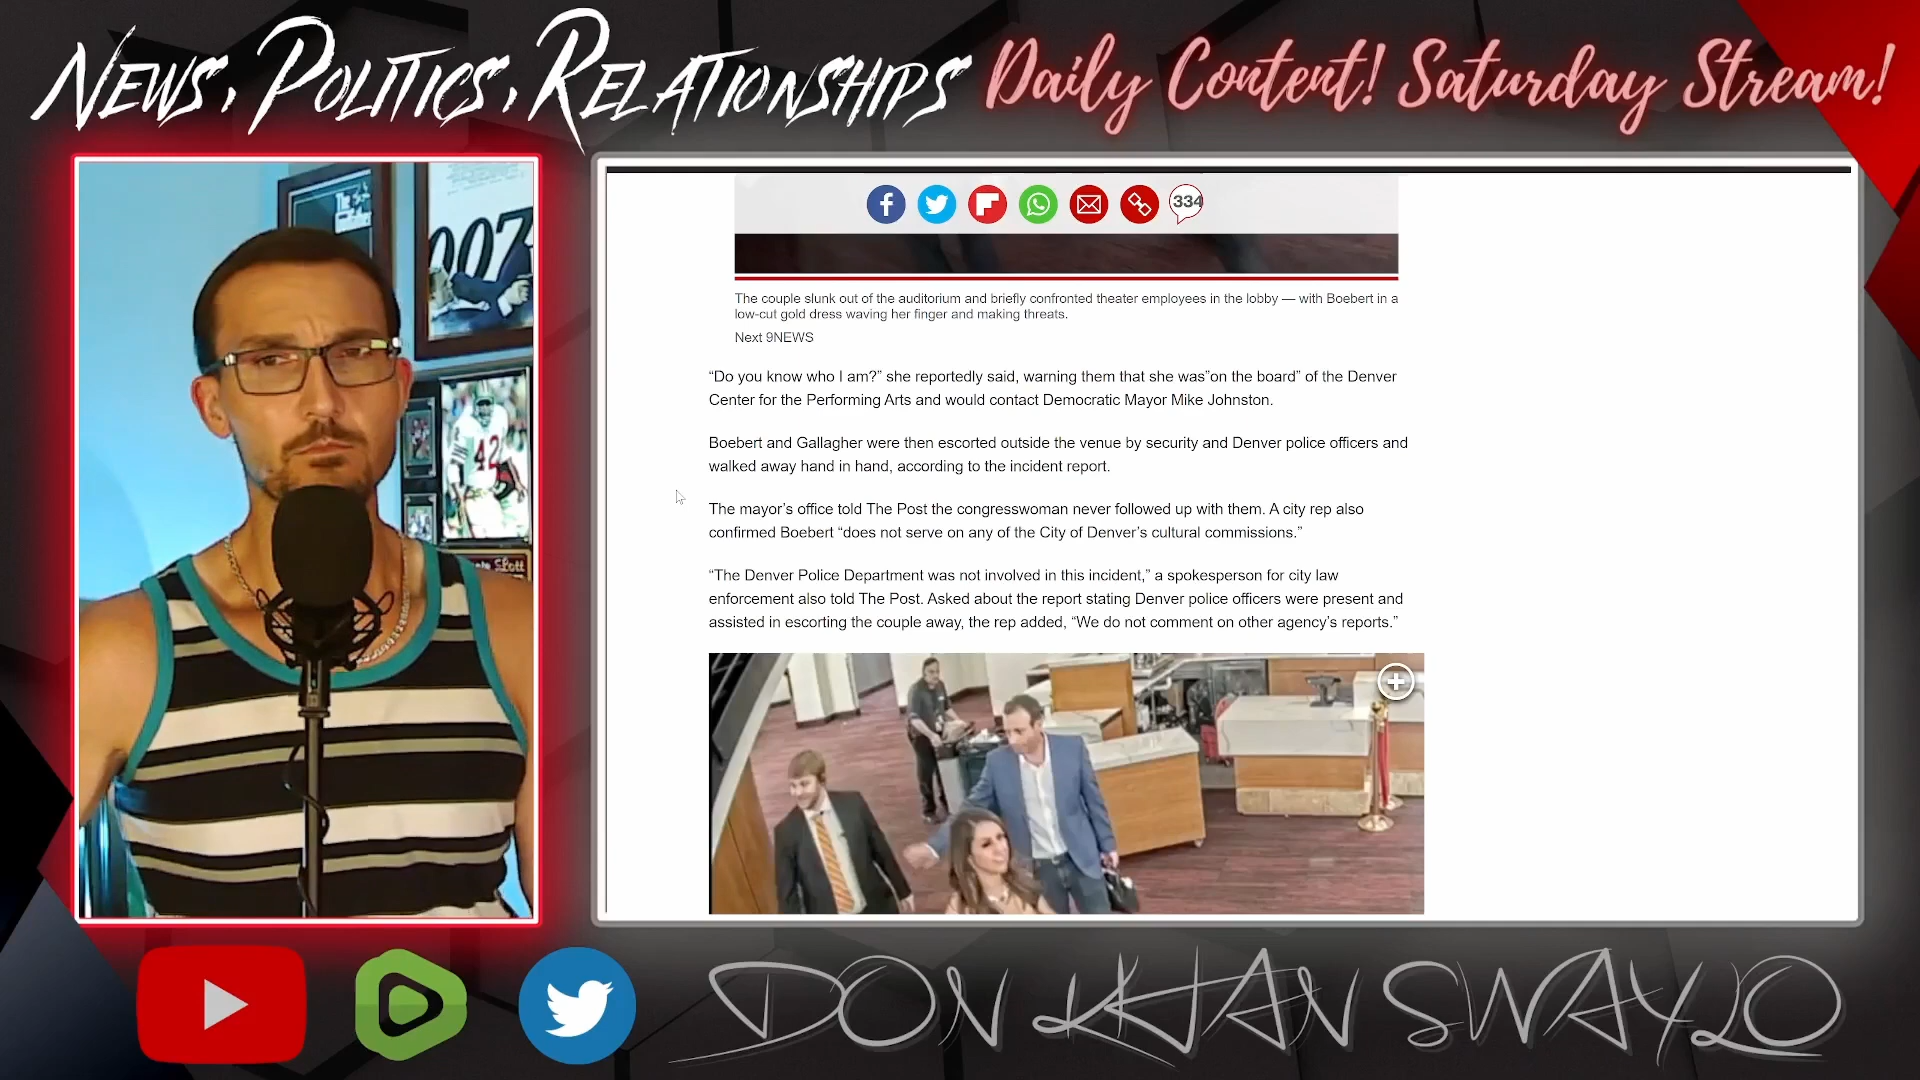 NEWS, POLITICS, RELATIONSHIPS
Daily Content! Saturday Stream!
The
007
42
334
The couple slunk out of the auditorium and briefly confronted theater employees in the lobby — with Boebert in a
low-cut gold dress waving her finger and making threats.
Next 9NEWS
“Do you know who I am?” she reportedly said, warning them that she was”on the board” of the Denver
Center for the Performing Arts and would contact Democratic Mayor Mike Johnston.
Boebert and Gallagher were then escorted outside the venue by security and Denver police officers and
walked away hand in hand, according to the incident report.
The mayor’s office told The Post the congresswoman never followed up with them. A city rep also
confirmed Boebert “does not serve on any of the City of Denver’s cultural commissions.”
“The Denver Police Department was not involved in this incident,” a spokesperson for city law
enforcement also told The Post. Asked about the report stating Denver police officers were present and
assisted in escorting the couple away, the rep added, “We do not comment on other agency’s reports.”
DON KHAN SWAYLO